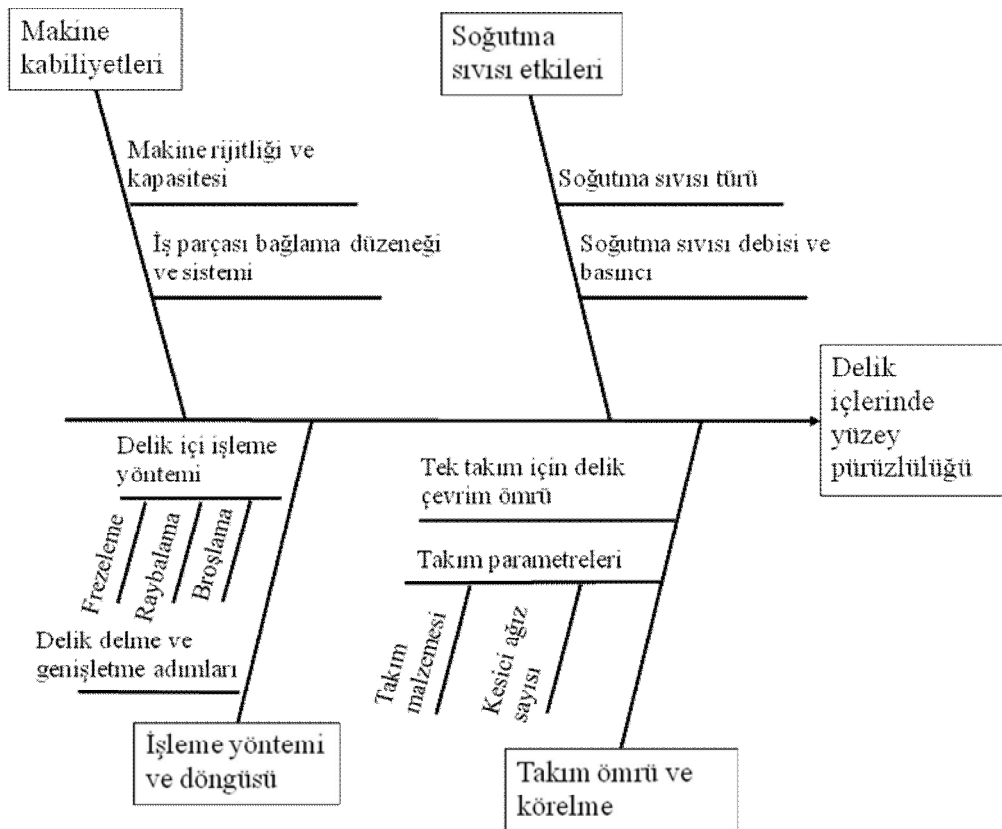 Makine
kabiliyetleri
Soğutma
sıvısı etkileri
Makine rijitliği ve
kapasitesi
İş parçası bağlama düzeneği
ve sistemi
Soğutma sıvısı türü
Soğutma sıvısı debisi ve
basıncı
Delik
içlerinde
yüzey
pürüzlülüğü
Delik içi işleme
yöntemi
Frezeleme
Raybalama
Broşlama
Delik delme ve
genişletme adımları
Tek takım için delik
çevrim ömrü
Takım parametreleri
Takım
malzemesi
Kesici ağız
sayısı
İşleme yöntemi
ve döngüsü
Takım ömrü ve
körelme